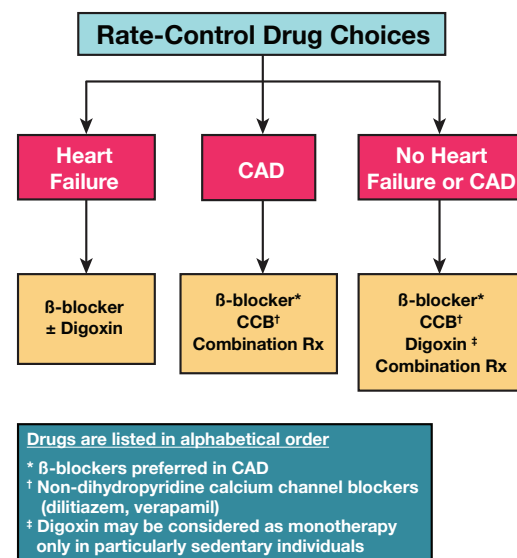 Rate-Control Drug Choices
Heart
Failure
CAD
No Heart
Failure or CAD
ß-blocker
± Digoxin
ß-blocker*
CCB†
Combination Rx
ß-blocker*
CCB†
Digoxin ‡
Combination Rx
Drugs are listed in alphabetical order
* ß-blockers preferred in CAD
† Non-dihydropyridine calcium channel blockers
(dilitiazem, verapamil)
‡ Digoxin may be considered as monotherapy
only in particularly sedentary individuals